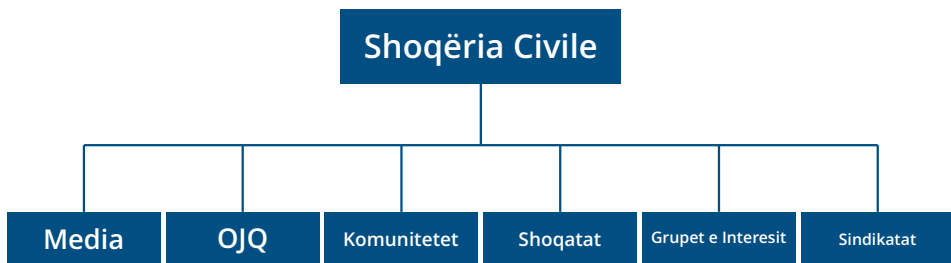 Shoqëria Civile
Media
OJQ
Komunitetet
Shoqatat
Grupet e Interesit
Sindikatat